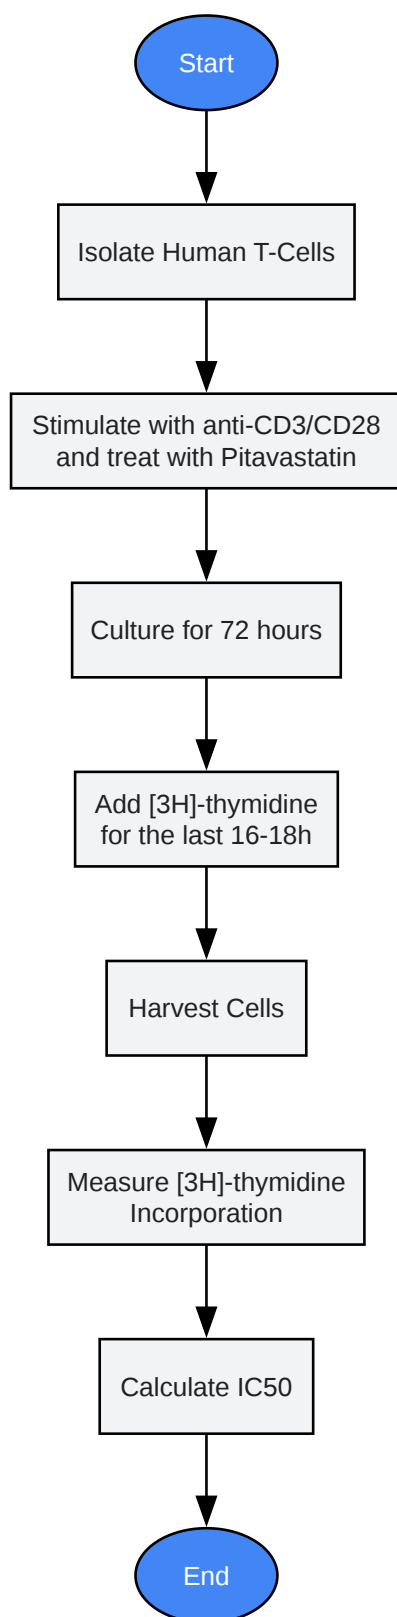 Start
Isolate Human T-Cells
Stimulate with anti-CD3/CD28
and treat with Pitavastatin
Culture for 72 hours
Add [3H]-thymidine
for the last 16-18h
Harvest Cells
Measure [3H]-thymidine
Incorporation
Calculate IC50
End